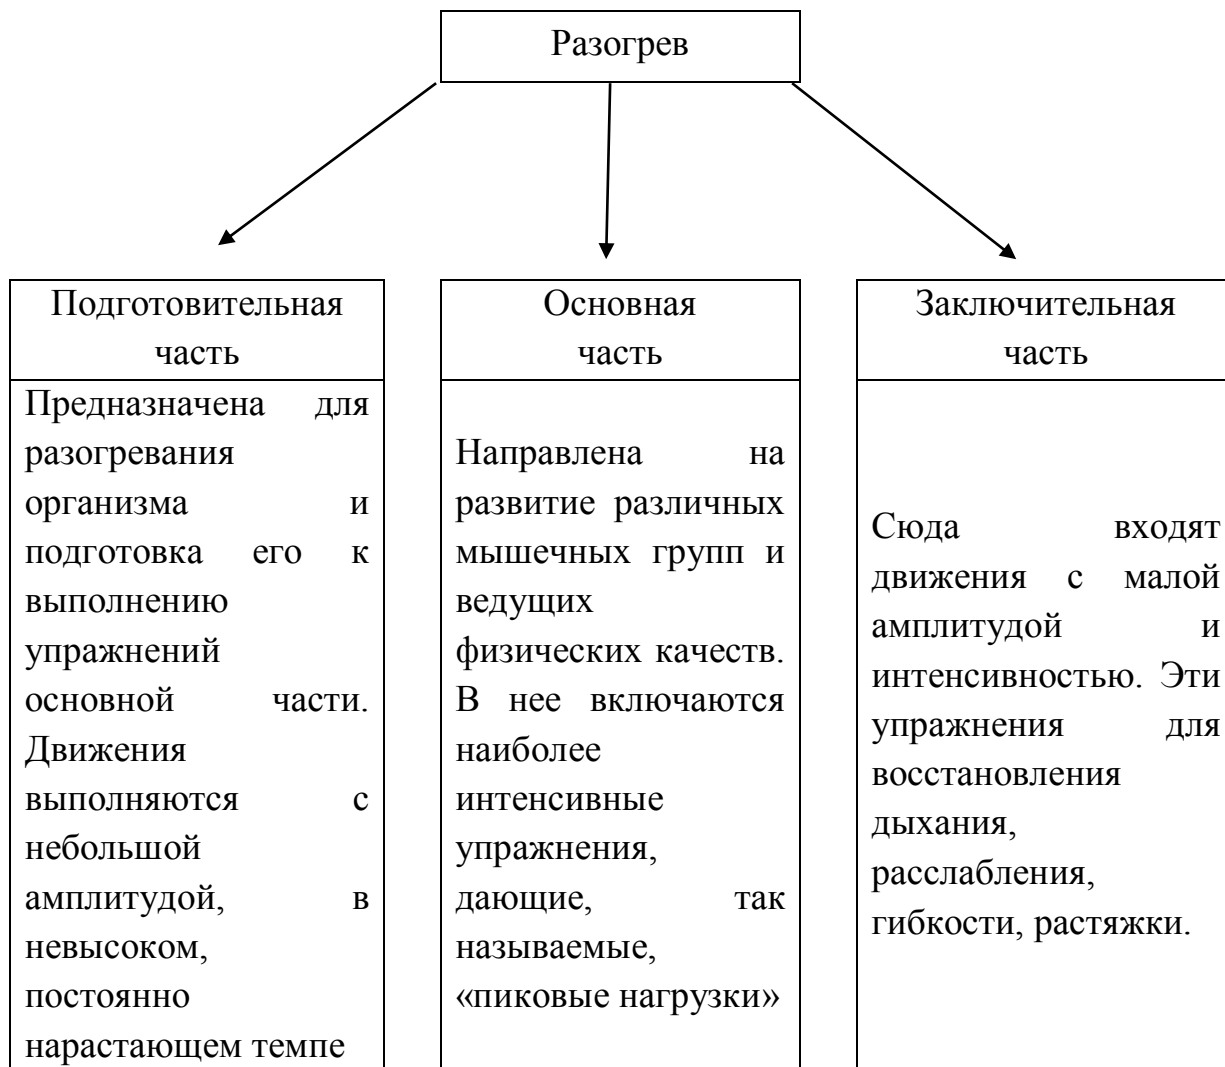 Разогрев
Подготовительная
часть
Предназначена для
разогревания
организма и
подготовка его к
выполнению
упражнений
основной части.
Движения
выполняются с
небольшой
амплитудой, в
невысоком,
постоянно
нарастающем темпе
Основная
часть
Направлена на
развитие различных
мышечных групп и
ведущих
физических качеств.
В нее включаются
наиболее
интенсивные
упражнения,
дающие, так
называемые,
«пиковые нагрузки»
Заключительная
часть
Сюда входят
движения с малой
амплитудой и
интенсивностью. Эти
упражнения для
восстановления
дыхания,
расслабления,
гибкости, растяжки.